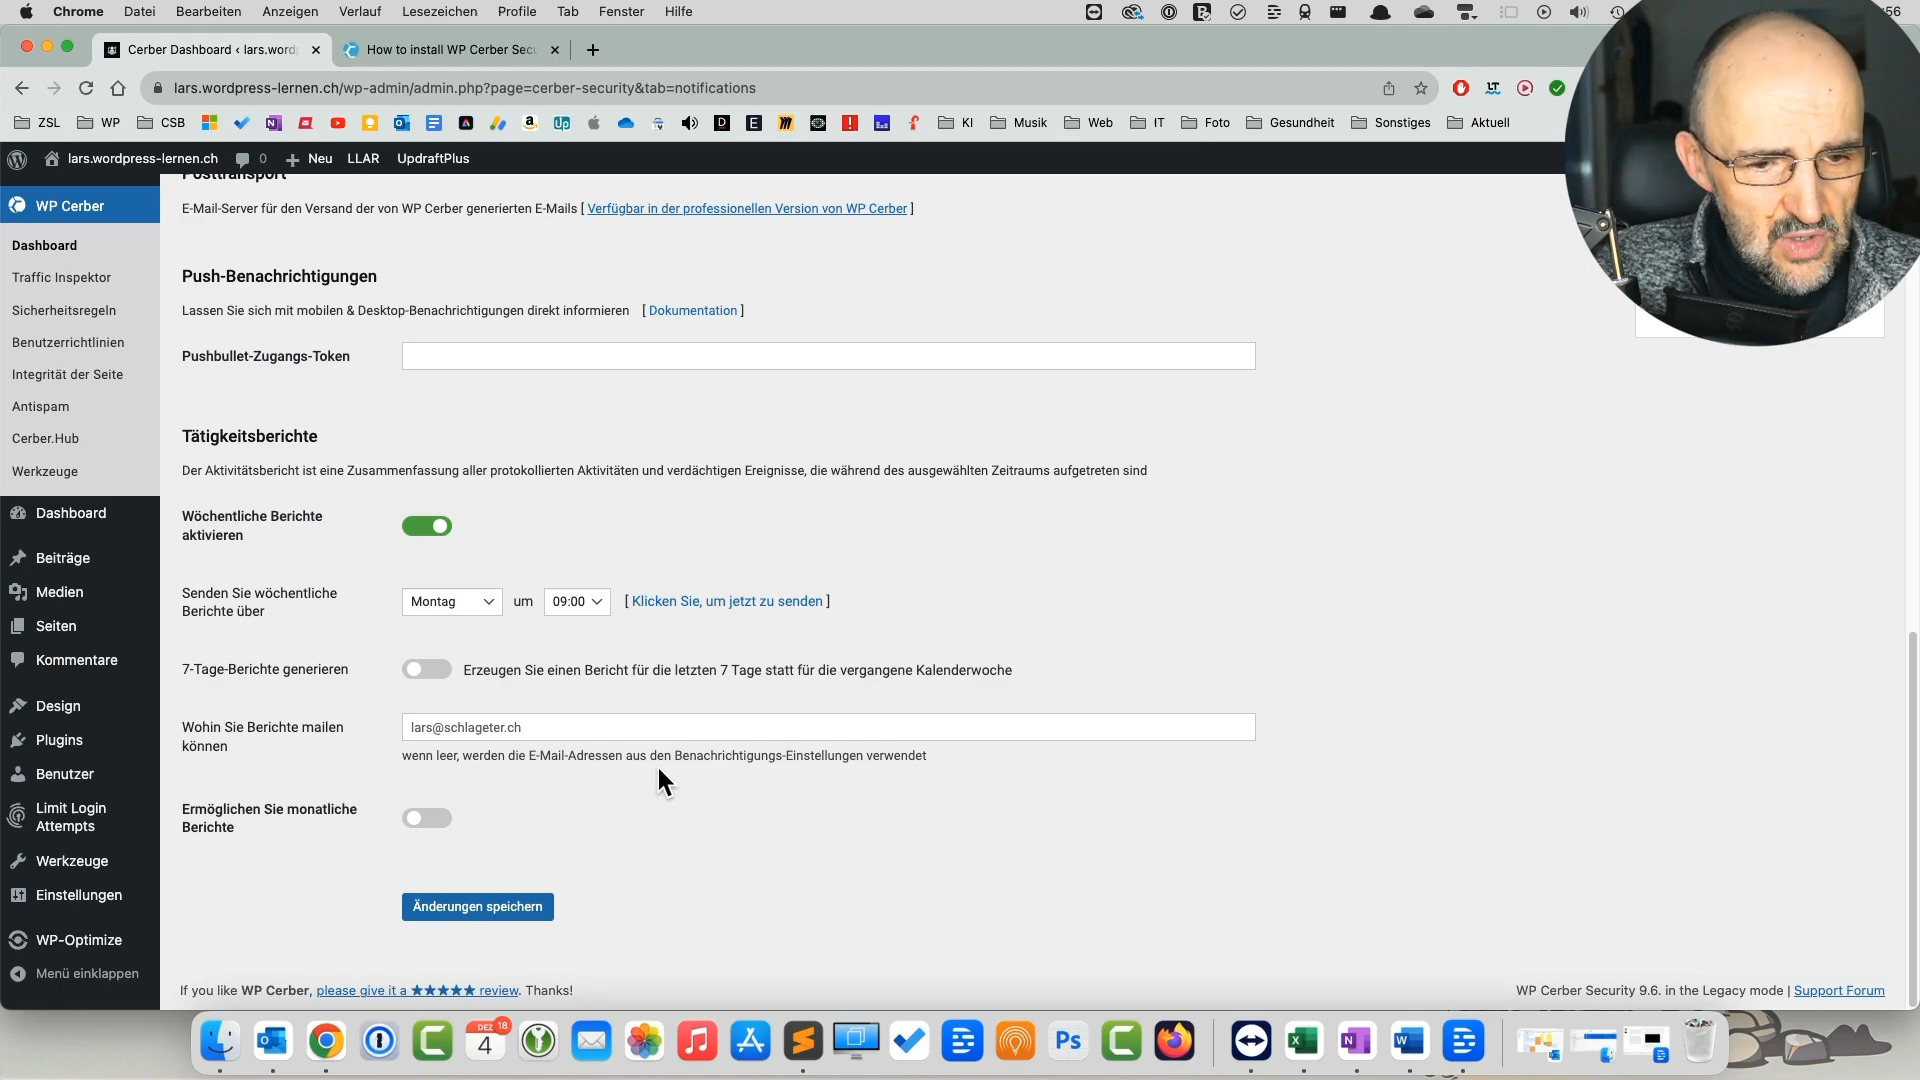 Chrome Datei Bearbeiten Anzeigen Verlauf Lesezeichen Profile Tab Fenster Hilfe
Cerber Dashboard ‹ lars.word
How to install WP Cerber Secu
lars.wordpress-lernen.ch/wp-admin/admin.php?page=cerber-security&tab=notifications
ZSL WP CSB KI Musik Web IT Foto Gesundheit Sonstiges Aktuell
lars.wordpress-lernen.ch 0 Neu LLAR UpdraftPlus
WP Cerber
Dashboard
Traffic Inspektor
Sicherheitsregeln
Benutzerrichtlinien
Integrität der Seite
Antispam
Cerber.Hub
Werkzeuge
Dashboard
Beiträge
Medien
Seiten
Kommentare
Design
Plugins
Benutzer
Limit Login
Attempts
Werkzeuge
Einstellungen
WP-Optimize
Menü einklappen
Posttransport
E-Mail-Server für den Versand der von WP Cerber generierten E-Mails [ Verfügbar in der professionellen Version von WP Cerber ]
Push-Benachrichtigungen
Lassen Sie sich mit mobilen & Desktop-Benachrichtigungen direkt informieren [ Dokumentation ]
Pushbullet-Zugangs-Token
Tätigkeitsberichte
Der Aktivitätsbericht ist eine Zusammenfassung aller protokollierten Aktivitäten und verdächtigen Ereignisse, die während des ausgewählten Zeitraums aufgetreten sind
Wöchentliche Berichte
aktivieren
Senden Sie wöchentliche
Berichte über
Montag um 09:00 [ Klicken Sie, um jetzt zu senden ]
7-Tage-Berichte generieren
Erzeugen Sie einen Bericht für die letzten 7 Tage statt für die vergangene Kalenderwoche
Wohin Sie Berichte mailen
können
lars@schlageter.ch
wenn leer, werden die E-Mail-Adressen aus den Benachrichtigungs-Einstellungen verwendet
Ermöglichen Sie monatliche
Berichte
Änderungen speichern
If you like WP Cerber, please give it a ★★★★★ review. Thanks!
WP Cerber Security 9.6. in the Legacy mode | Support Forum
DEZ 18
4
Ps